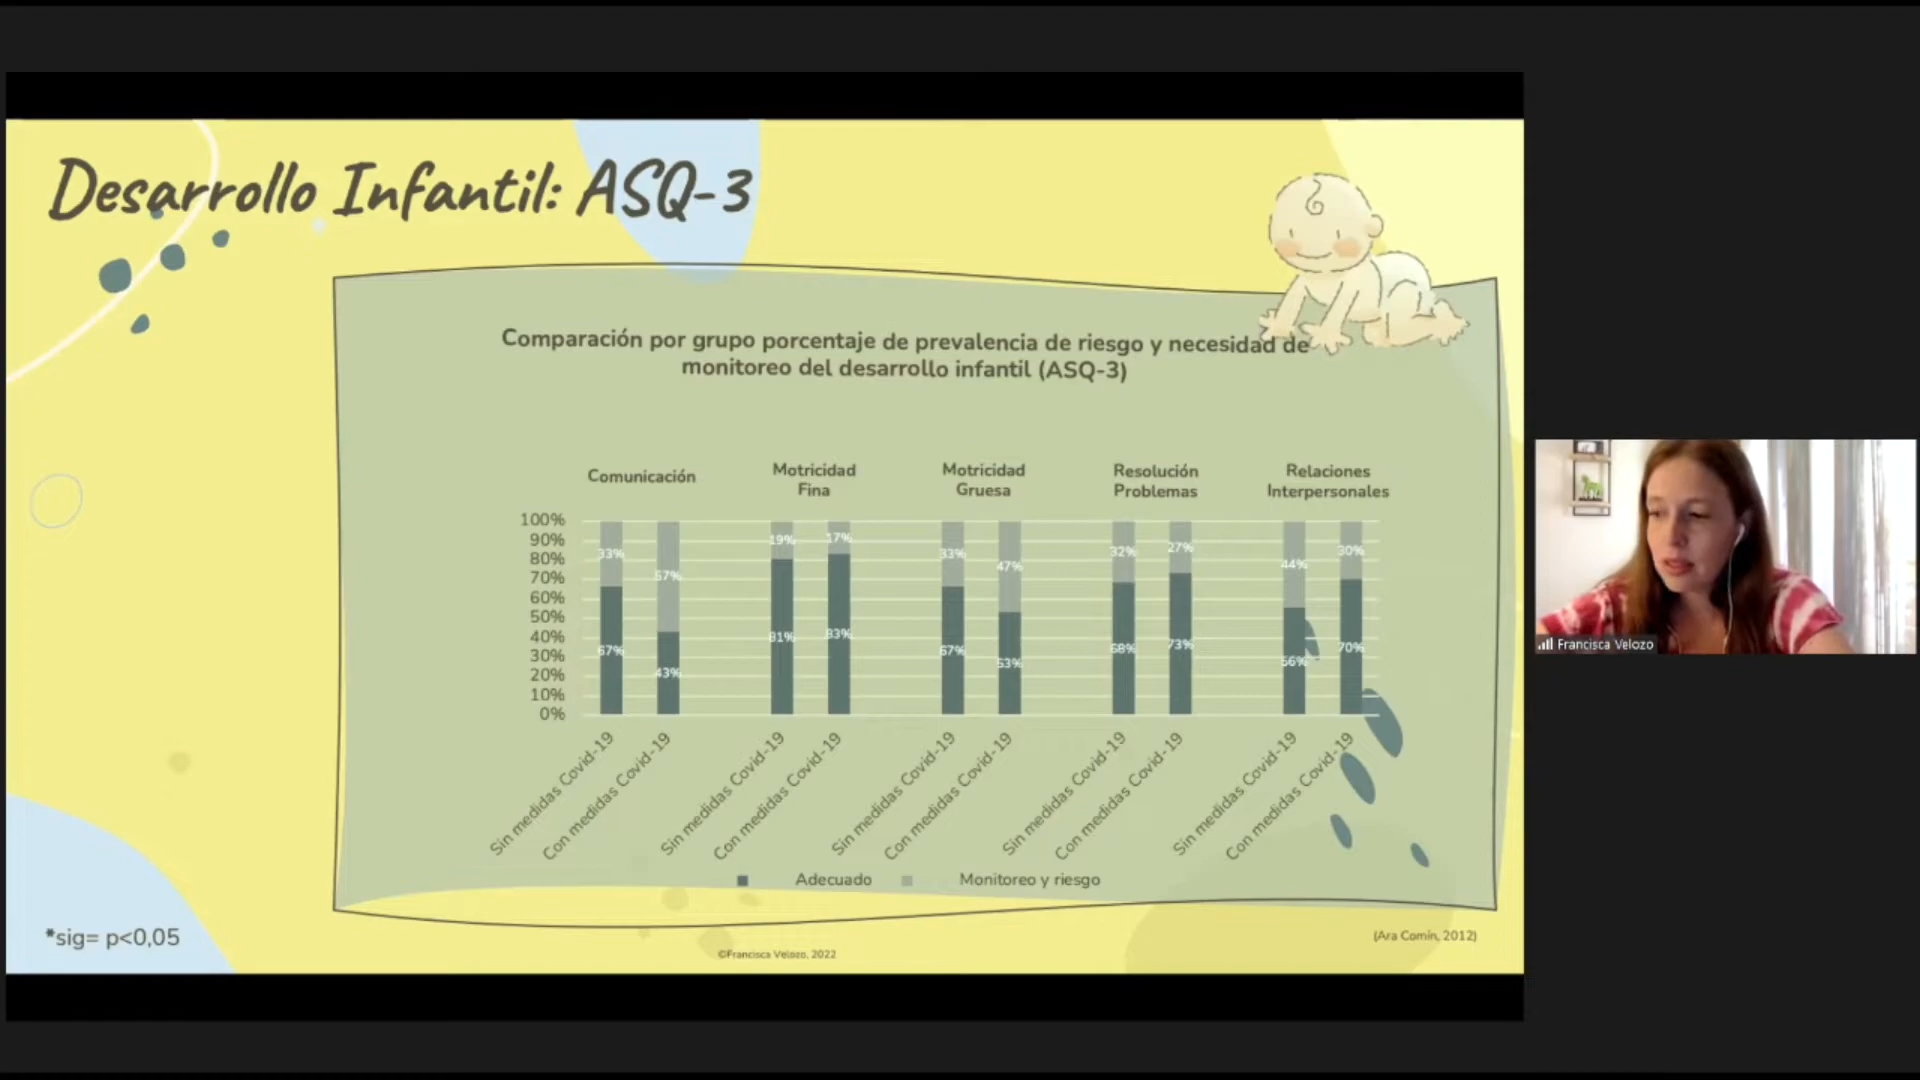 Desarrollo Infantil: ASQ-3
Comparación por grupo porcentaje de prevalencia de riesgo y necesidad de
monitoreo del desarrollo infantil (ASQ-3)
Comunicación
Motricidad
Fina
Motricidad
Gruesa
Resolución
Problemas
Relaciones
Interpersonales
100%
90%
80%
70%
60%
50%
40%
30%
20%
10%
0%
33%
57%
19%
17%
33%
47%
32%
27%
44%
30%
67%
43%
81%
83%
67%
53%
68%
73%
56%
70%
Sin medidas Covid-19
Con medidas Covid-19
Sin medidas Covid-19
Con medidas Covid-19
Sin medidas Covid-19
Con medidas Covid-19
Sin medidas Covid-19
Con medidas Covid-19
Sin medidas Covid-19
Con medidas Covid-19
Adecuado
Monitoreo y riesgo
*sig= p<0,05
©Francisca Velozo, 2022
(Ara Comín, 2012)
Francisca Velozo